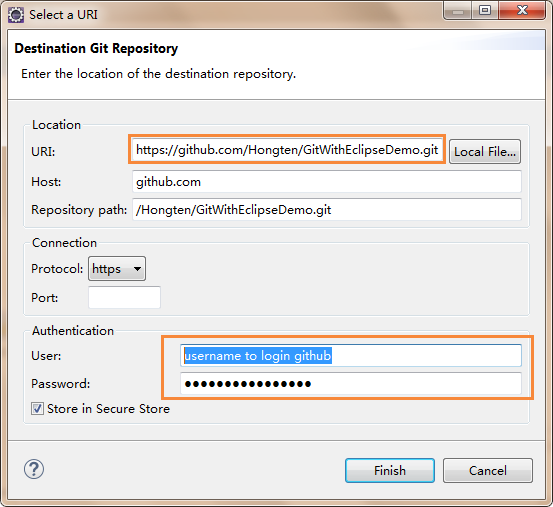 Select a URI
Destination Git Repository
Enter the location of the destination repository.
Location
URI: https://github.com/Hongten/GitWithEclipseDemo.git Local File...
Host: github.com
Repository path: /Hongten/GitWithEclipseDemo.git
Connection
Protocol: https
Port:
Authentication
User: username to login github
Password: ●●●●●●●●●●●●●●●●
Store in Secure Store
? Finish Cancel